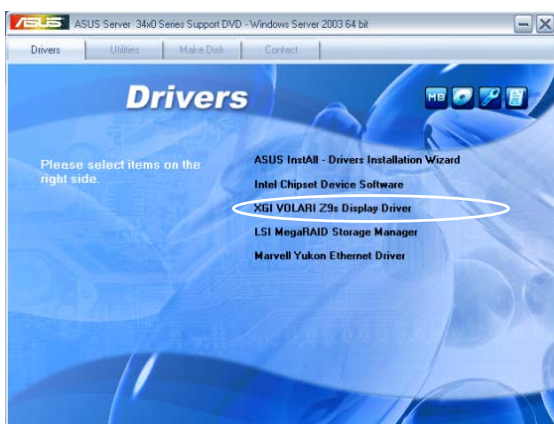 ASUS ASUS Server 34x0 Series Support DVD - Windows Server 2003 64 bit
Drivers Utilities Make Disk Contact
Drivers
MB
Please select items on the
right side.
ASUS InstAll - Drivers Installation Wizard
Intel Chipset Device Software
XGI VOLARI Z9s Display Driver
LSI MegaRAID Storage Manager
Marvell Yukon Ethernet Driver